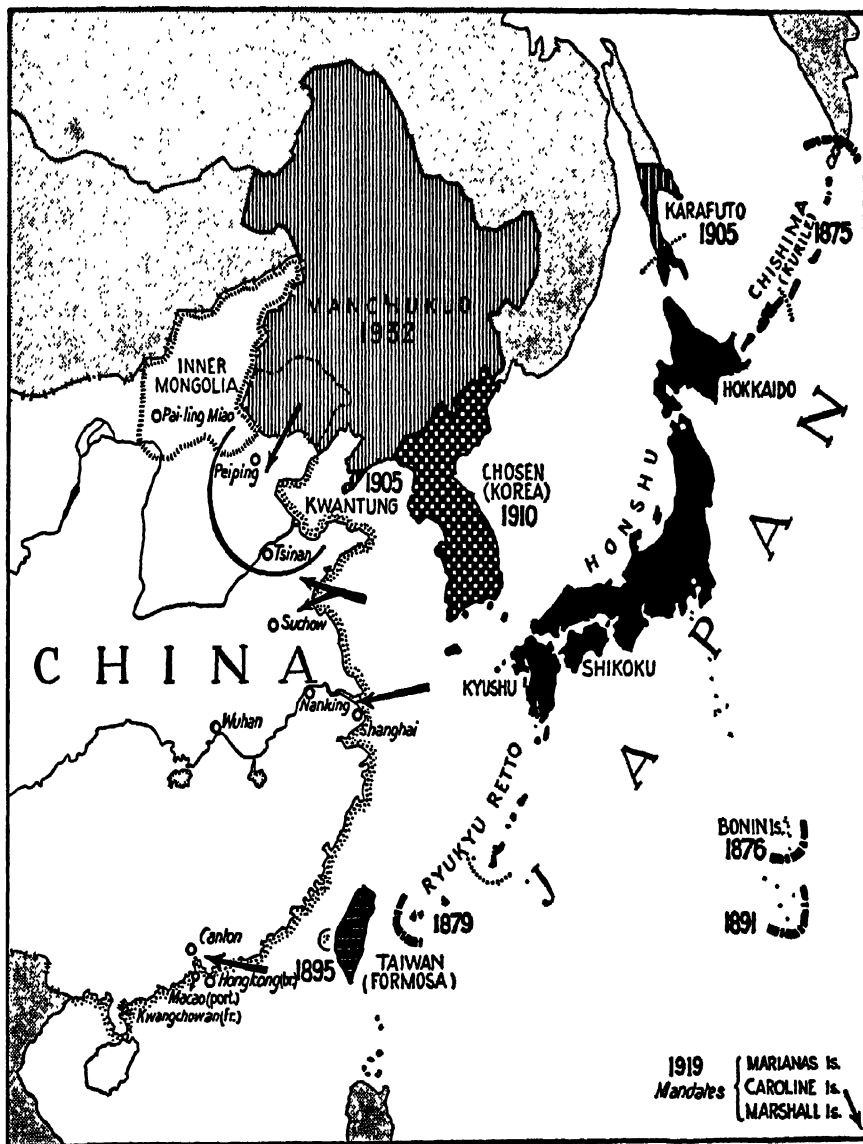 KARAFUTO
1905
CHISHIMA
(KURILE)
1875
MANCHUKUO
1932
INNER
MONGOLIA
Pai-ling Miao
HOKKAIDO
Peiping
1905
KWANTUNG
CHOSEN
(KOREA)
1910
HONSHU
JAPAN
Tsinan
Suchow
CHINA
KYUSHU
SHIKOKU
Nanking
Shanghai
Wuhan
RYUKYU RETTO
BONIN Is.
1876
1879
1891
Canton
1895
TAIWAN
(FORMOSA)
Hongkong (br.)
Macao (port.)
Kwangchowan (Fr.)
1919
Mandates
MARIANAS Is.
CAROLINE Is.
MARSHALL Is.